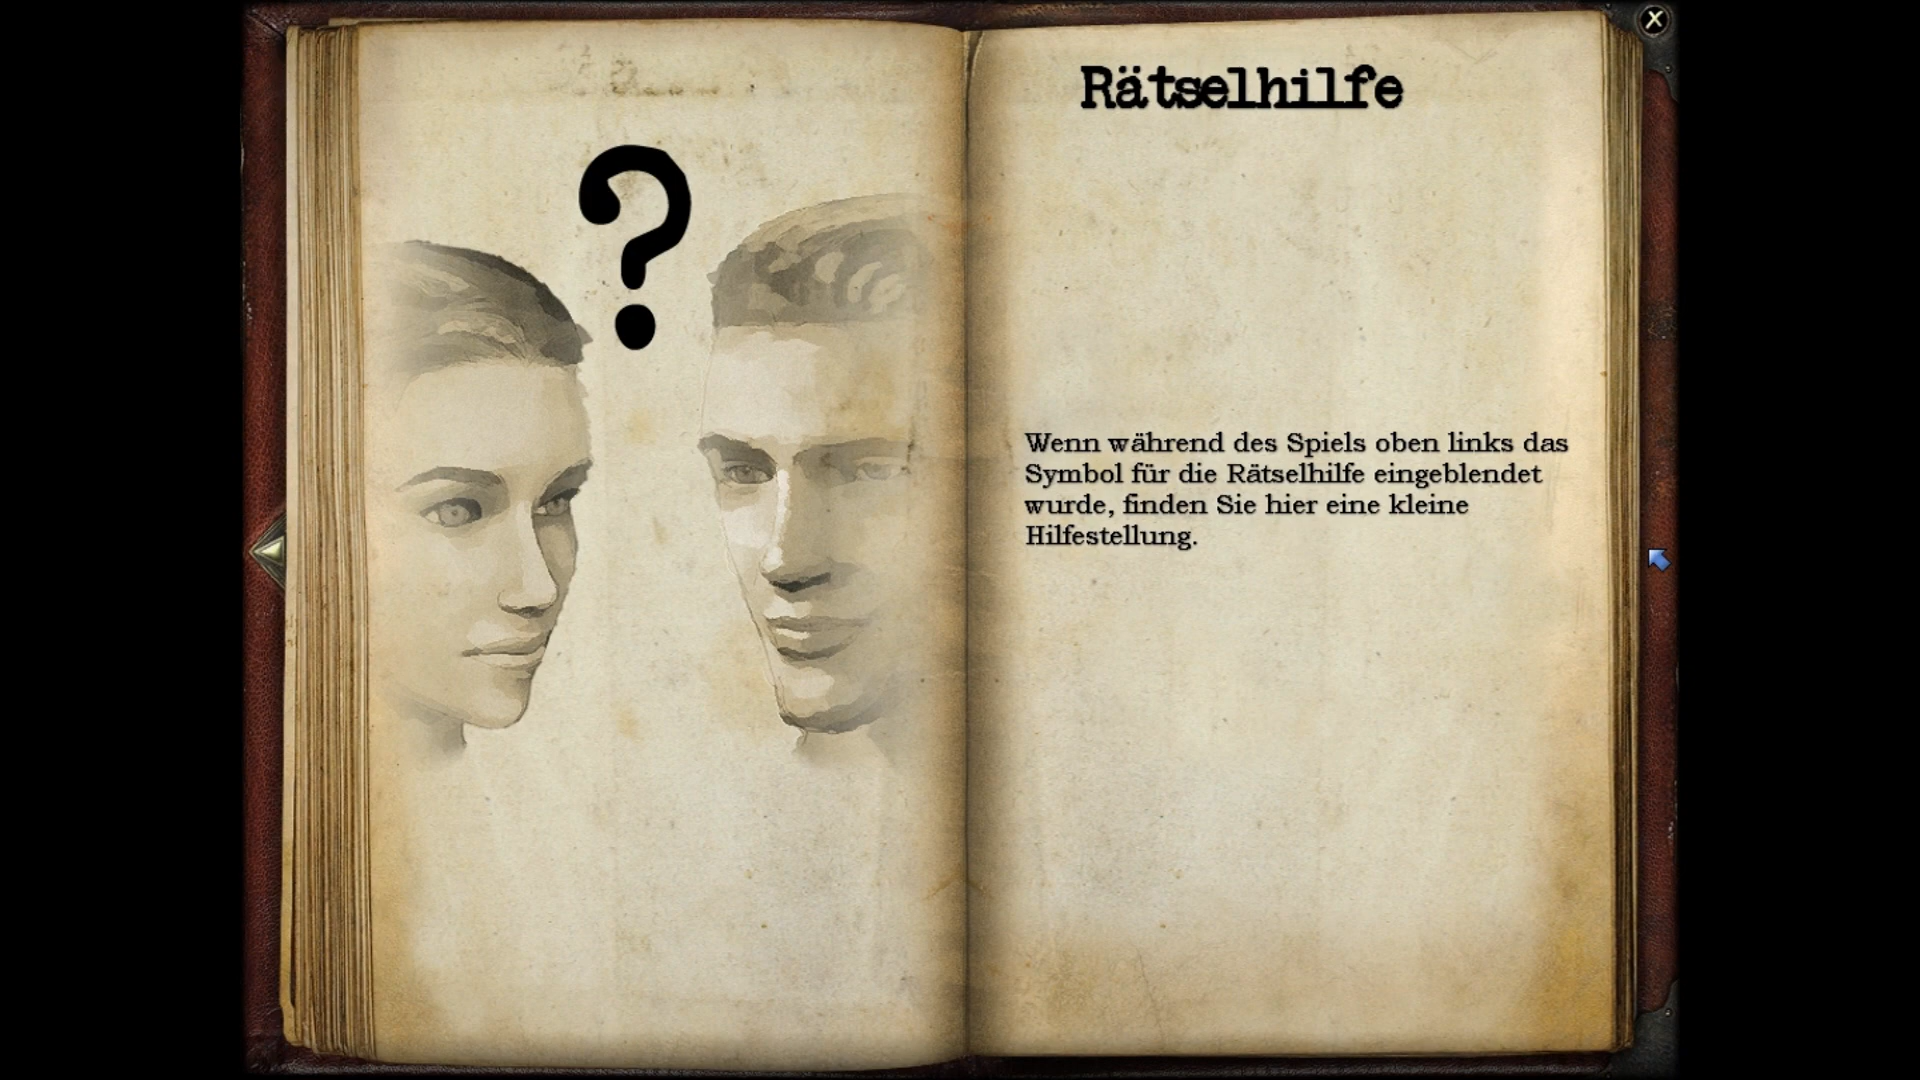 Rätselhilfe
?
Wenn während des Spiels oben links das
Symbol für die Rätselhilfe eingeblendet
wurde, finden Sie hier eine kleine
Hilfestellung.